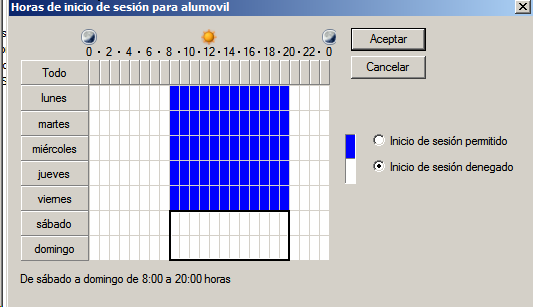 Horas de inicio de sesión para alumovil
0 · 2 · 4 · 6 · 8 · 10 · 12 · 14 · 16 · 18 · 20 · 22 · 0
Aceptar
Cancelar
Todo
lunes
martes
miércoles
jueves
viernes
sábado
domingo
Inicio de sesión permitido
Inicio de sesión denegado
De sábado a domingo de 8:00 a 20:00 horas